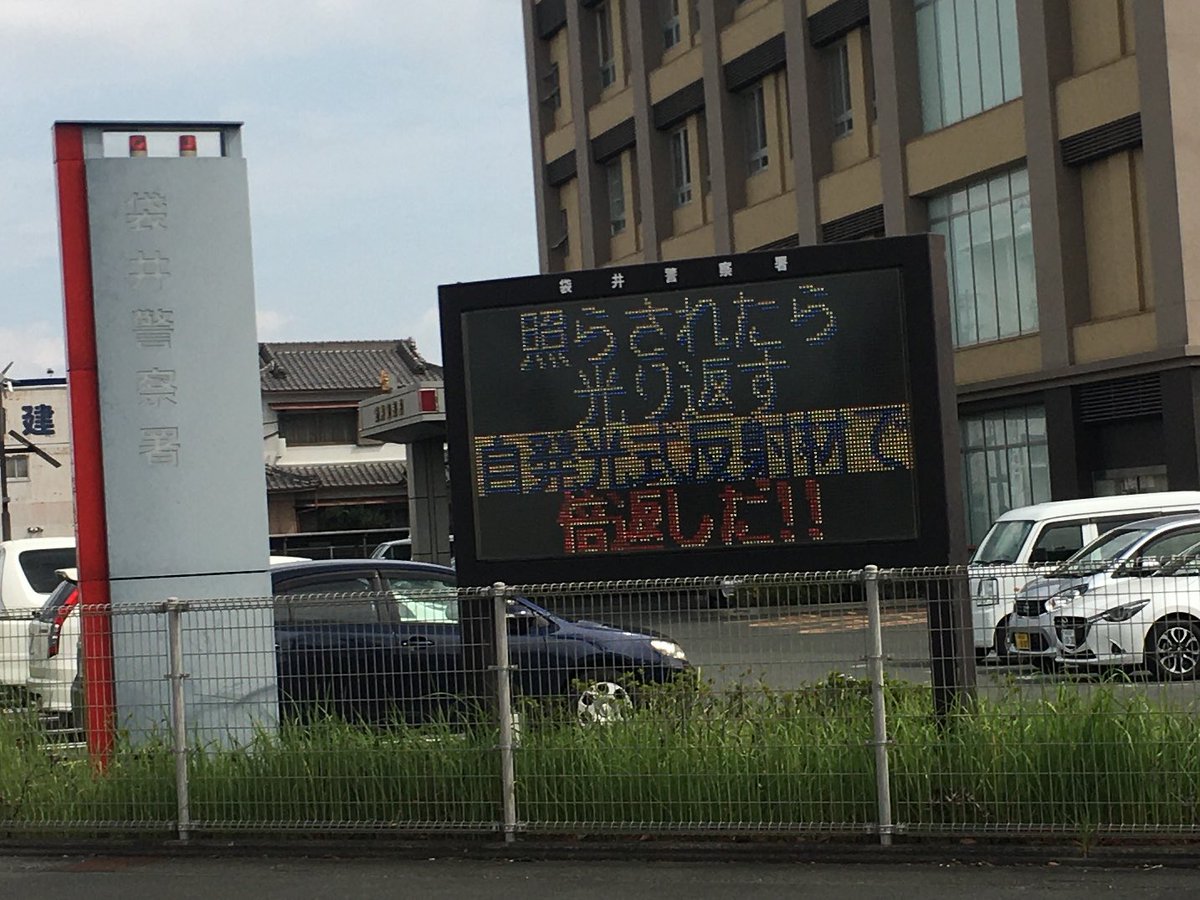 袋井警察署
建
袋井警察署
照らされたら
光り返す
自発光式反射材で
倍返しだ!!